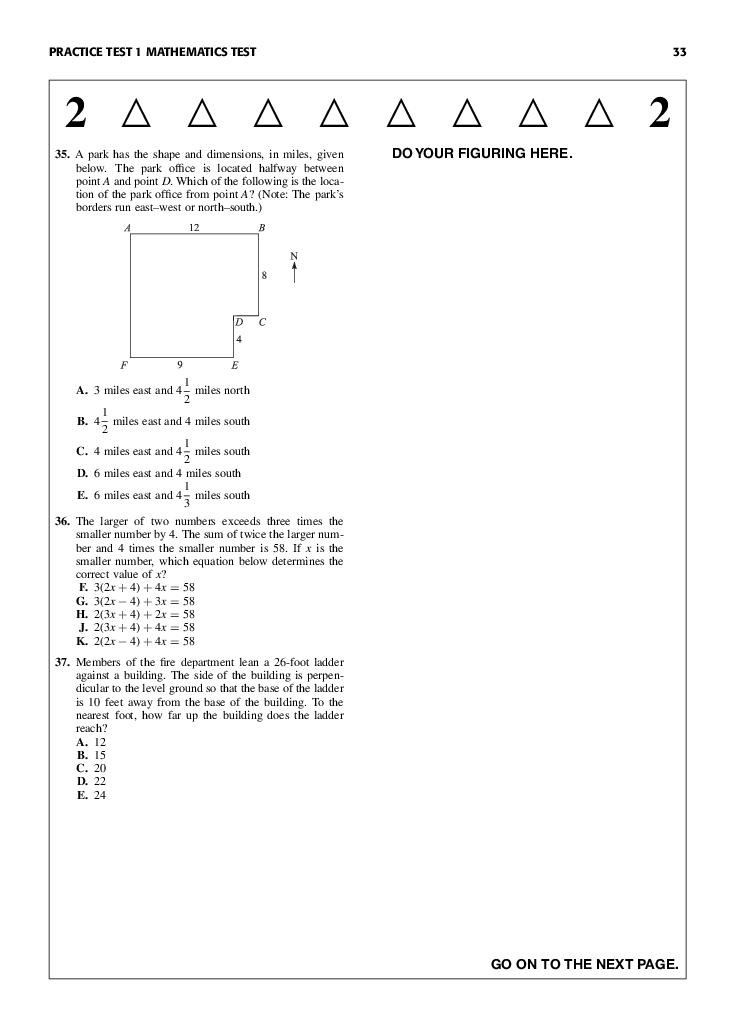 PRACTICE TEST 1 MATHEMATICS TEST 33
2 2
35. A park has the shape and dimensions, in miles, given
below. The park office is located halfway between
point A and point D. Which of the following is the loca-
tion of the park office from point A? (Note: The park's
borders run east–west or north–south.)
A 12 B
N
8
D C
4
F 9 E
A. 3 miles east and 4 1/2 miles north
B. 4 1/2 miles east and 4 miles south
C. 4 miles east and 4 1/2 miles south
D. 6 miles east and 4 miles south
E. 6 miles east and 4 1/3 miles south
36. The larger of two numbers exceeds three times the
smaller number by 4. The sum of twice the larger num-
ber and 4 times the smaller number is 58. If x is the
smaller number, which equation below determines the
correct value of x?
F. 3(2x + 4) + 4x = 58
G. 3(2x − 4) + 3x = 58
H. 2(3x + 4) + 2x = 58
J. 2(3x + 4) + 4x = 58
K. 2(2x − 4) + 4x = 58
37. Members of the fire department lean a 26-foot ladder
against a building. The side of the building is perpen-
dicular to the level ground so that the base of the ladder
is 10 feet away from the base of the building. To the
nearest foot, how far up the building does the ladder
reach?
A. 12
B. 15
C. 20
D. 22
E. 24
DO YOUR FIGURING HERE.
GO ON TO THE NEXT PAGE.